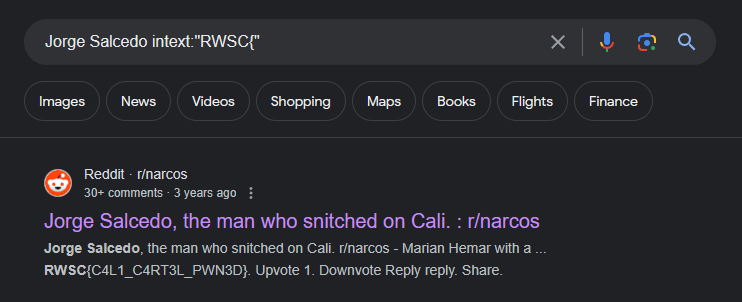 Jorge Salcedo intext:"RWSC{"
Images News Videos Shopping Maps Books Flights Finance
Reddit · r/narcos
30+ comments · 3 years ago
Jorge Salcedo, the man who snitched on Cali. : r/narcos
Jorge Salcedo, the man who snitched on Cali. r/narcos - Marian Hemar with a ...
RWSC{C4L1_C4RT3L_PWN3D}. Upvote 1. Downvote Reply reply. Share.